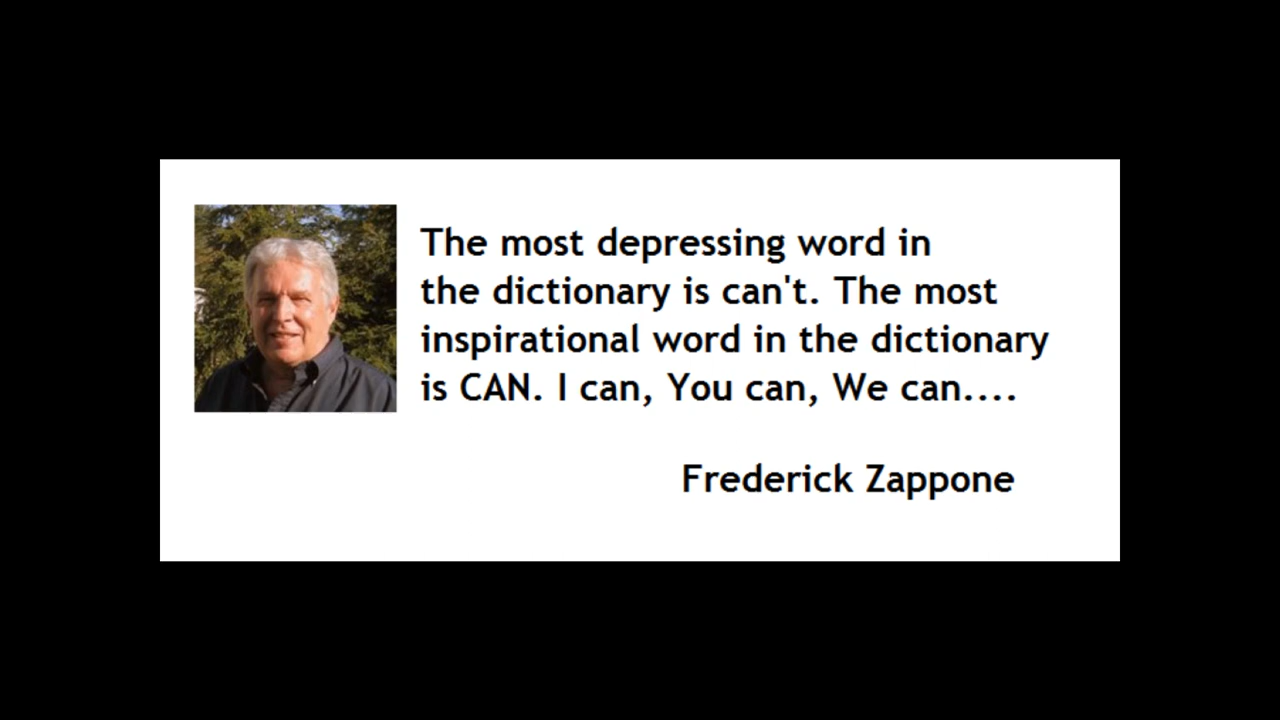 The most depressing word in
the dictionary is can't. The most
inspirational word in the dictionary
is CAN. I can, You can, We can....
Frederick Zappone